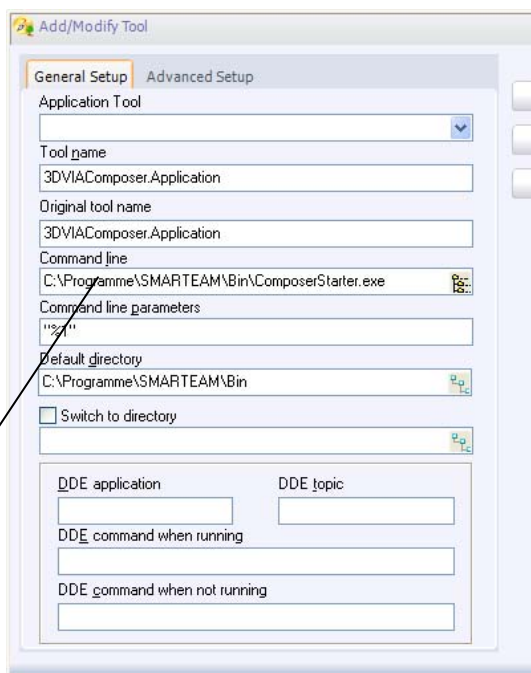 Add/Modify Tool
General Setup Advanced Setup
Application Tool
Tool name
3DVIAComposer.Application
Original tool name
3DVIAComposer.Application
Command line
C:\Programme\SMARTEAM\Bin\ComposerStarter.exe
Command line parameters
"%1"
Default directory
C:\Programme\SMARTEAM\Bin
Switch to directory
DDE application DDE topic
DDE command when running
DDE command when not running